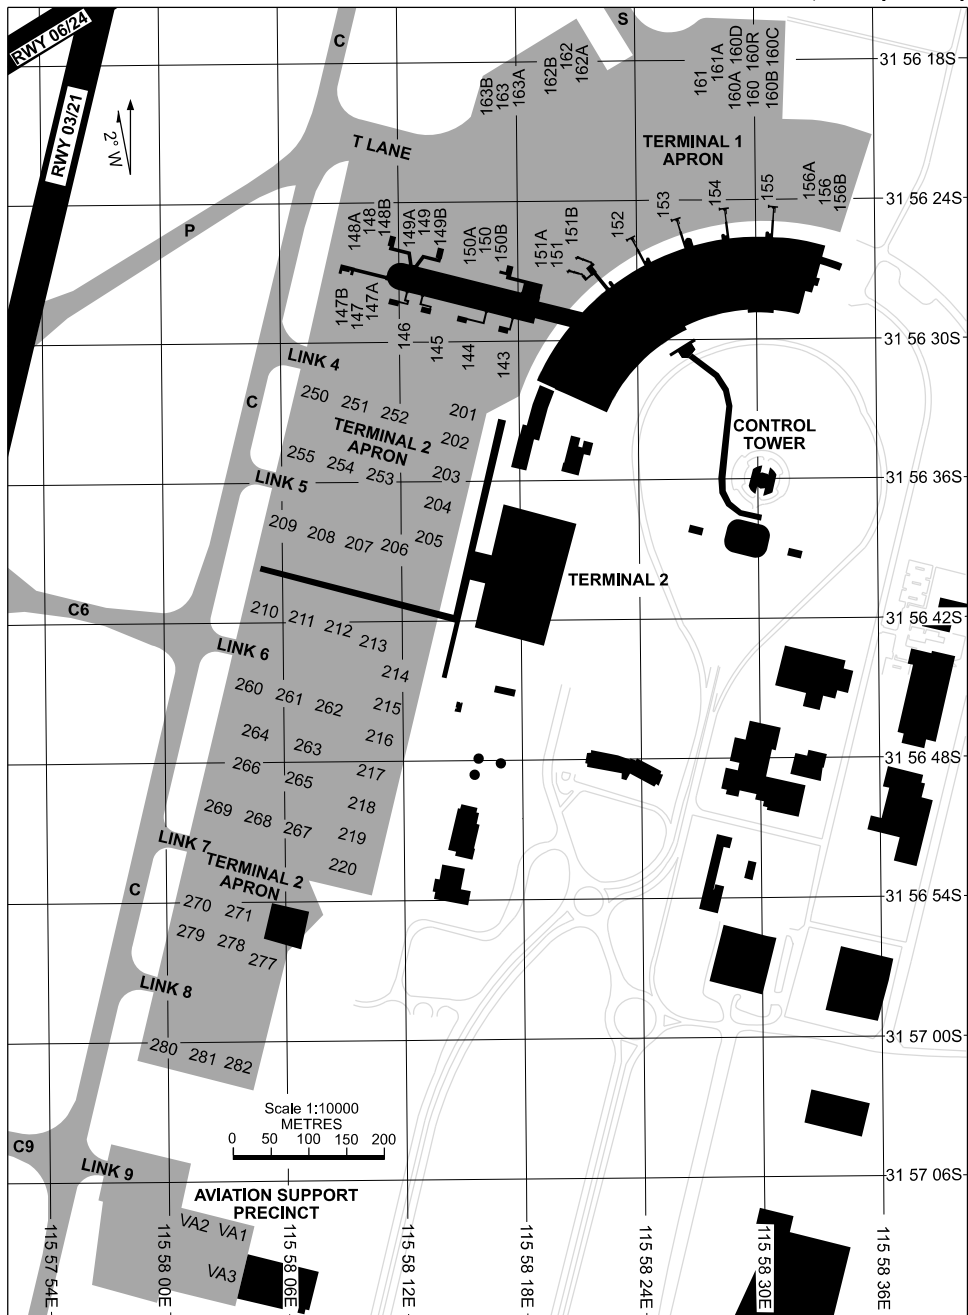 S
C
RWY 06/24
RWY 03/21
2° W
T LANE
P
163B
163
163A
162B
162
162A
161
161A
160A
160D
160
160R
160B
160C
31 56 18S
TERMINAL 1
APRON
156A
156
156B
31 56 24S
155
154
153
152
151B
151A
151
150A
150
150B
149A
149
149B
148A
148
148B
147B
147
147A
146
145
144
143
31 56 30S
LINK 4
C
250
251
252
201
TERMINAL 2
APRON
202
CONTROL
TOWER
255
254
253
203
31 56 36S
LINK 5
204
209
208
207
206
205
TERMINAL 2
C6
210
211
212
213
31 56 42S
LINK 6
214
260
261
262
215
264
263
216
31 56 48S
266
265
217
269
268
267
218
219
LINK 7
220
TERMINAL 2
APRON
C
31 56 54S
270
271
279
278
277
LINK 8
31 57 00S
280
281
282
Scale 1:10000
METRES
0 50 100 150 200
C9
LINK 9
31 57 06S
AVIATION SUPPORT
PRECINCT
VA2
VA1
VA3
115 57 54E
115 58 00E
115 58 06E
115 58 12E
115 58 18E
115 58 24E
115 58 30E
115 58 36E